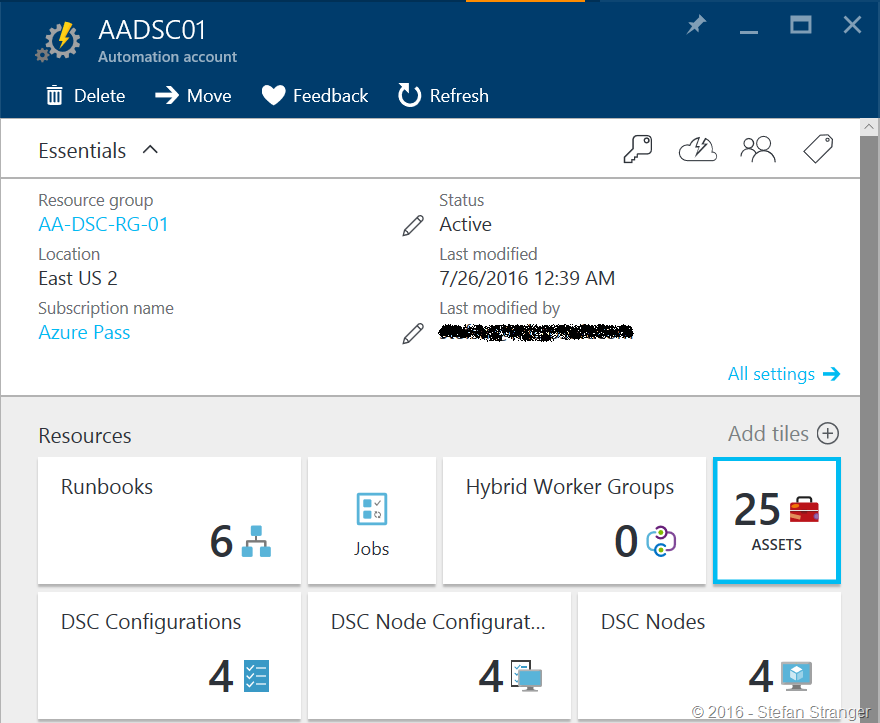 AADSC01
Automation account
Delete Move Feedback Refresh
Essentials
Resource group
AA-DSC-RG-01
Location
East US 2
Subscription name
Azure Pass
Status
Active
Last modified
7/26/2016 12:39 AM
Last modified by
All settings
Resources
Add tiles
Runbooks
6
Jobs
Hybrid Worker Groups
0
25
ASSETS
DSC Configurations
4
DSC Node Configurat...
4
DSC Nodes
4
© 2016 - Stefan Stranger